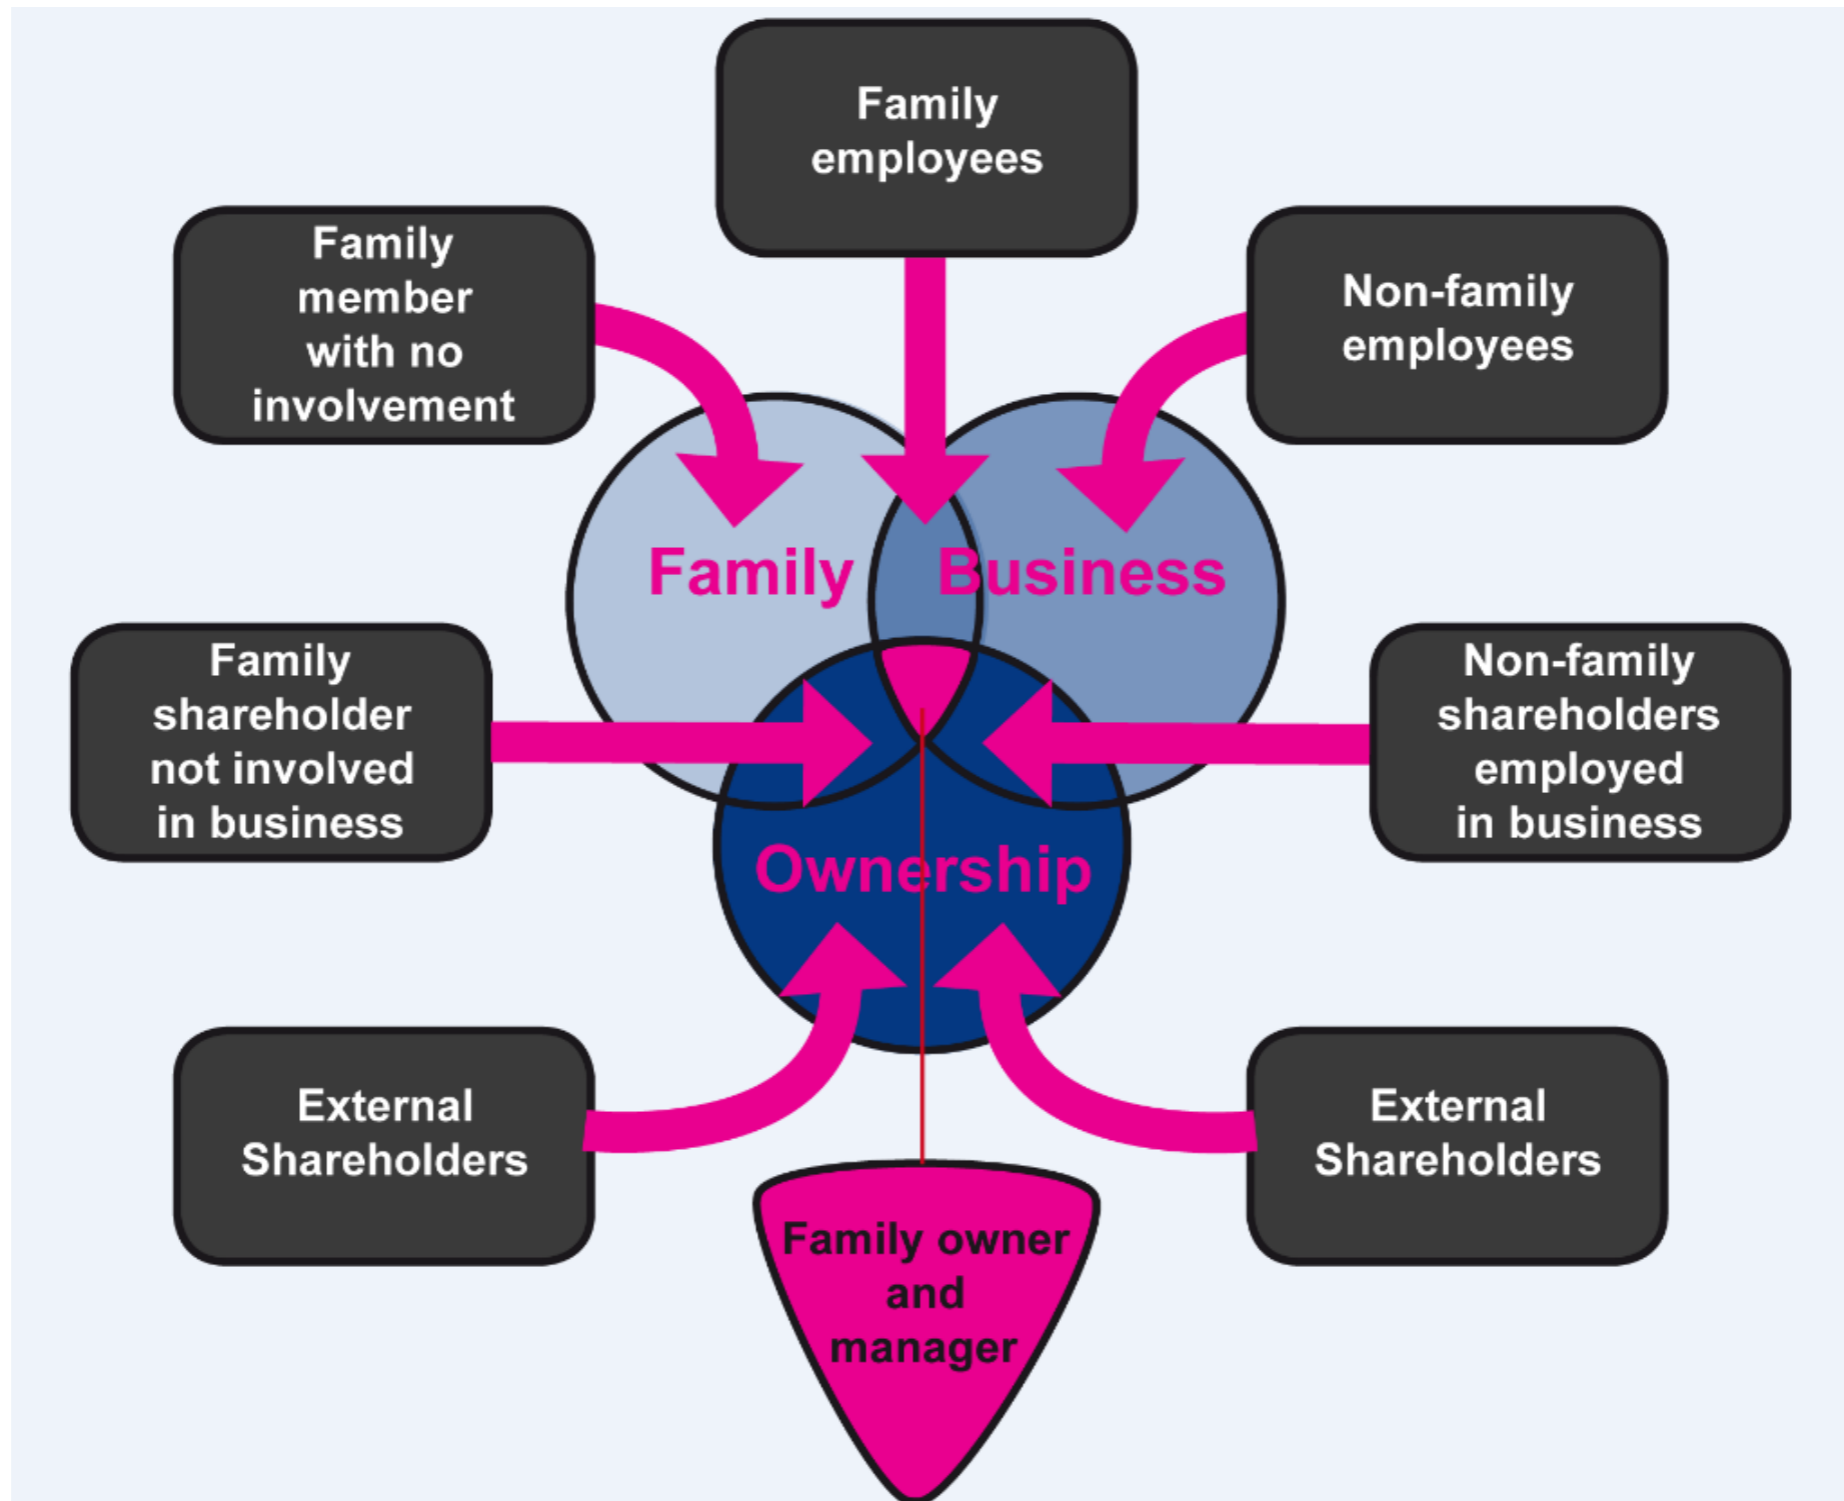 Family
employees
Family
member
with no
involvement
Non-family
employees
Family
Business
Family
shareholder
not involved
in business
Non-family
shareholders
employed
in business
Ownership
External
Shareholders
External
Shareholders
Family owner
and
manager